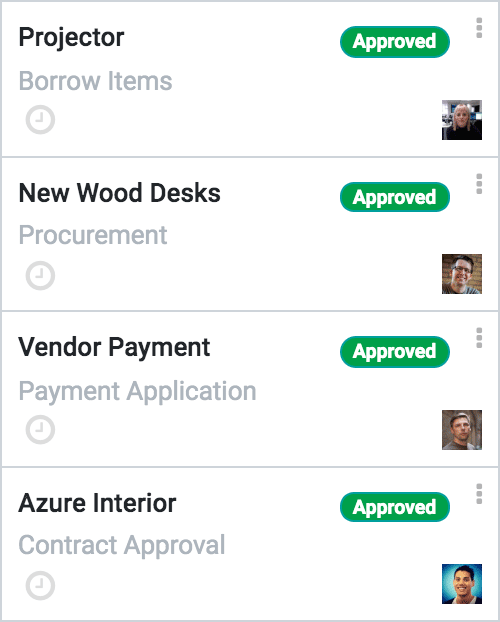 Projector
Approved
Borrow Items
New Wood Desks
Approved
Procurement
Vendor Payment
Approved
Payment Application
Azure Interior
Approved
Contract Approval